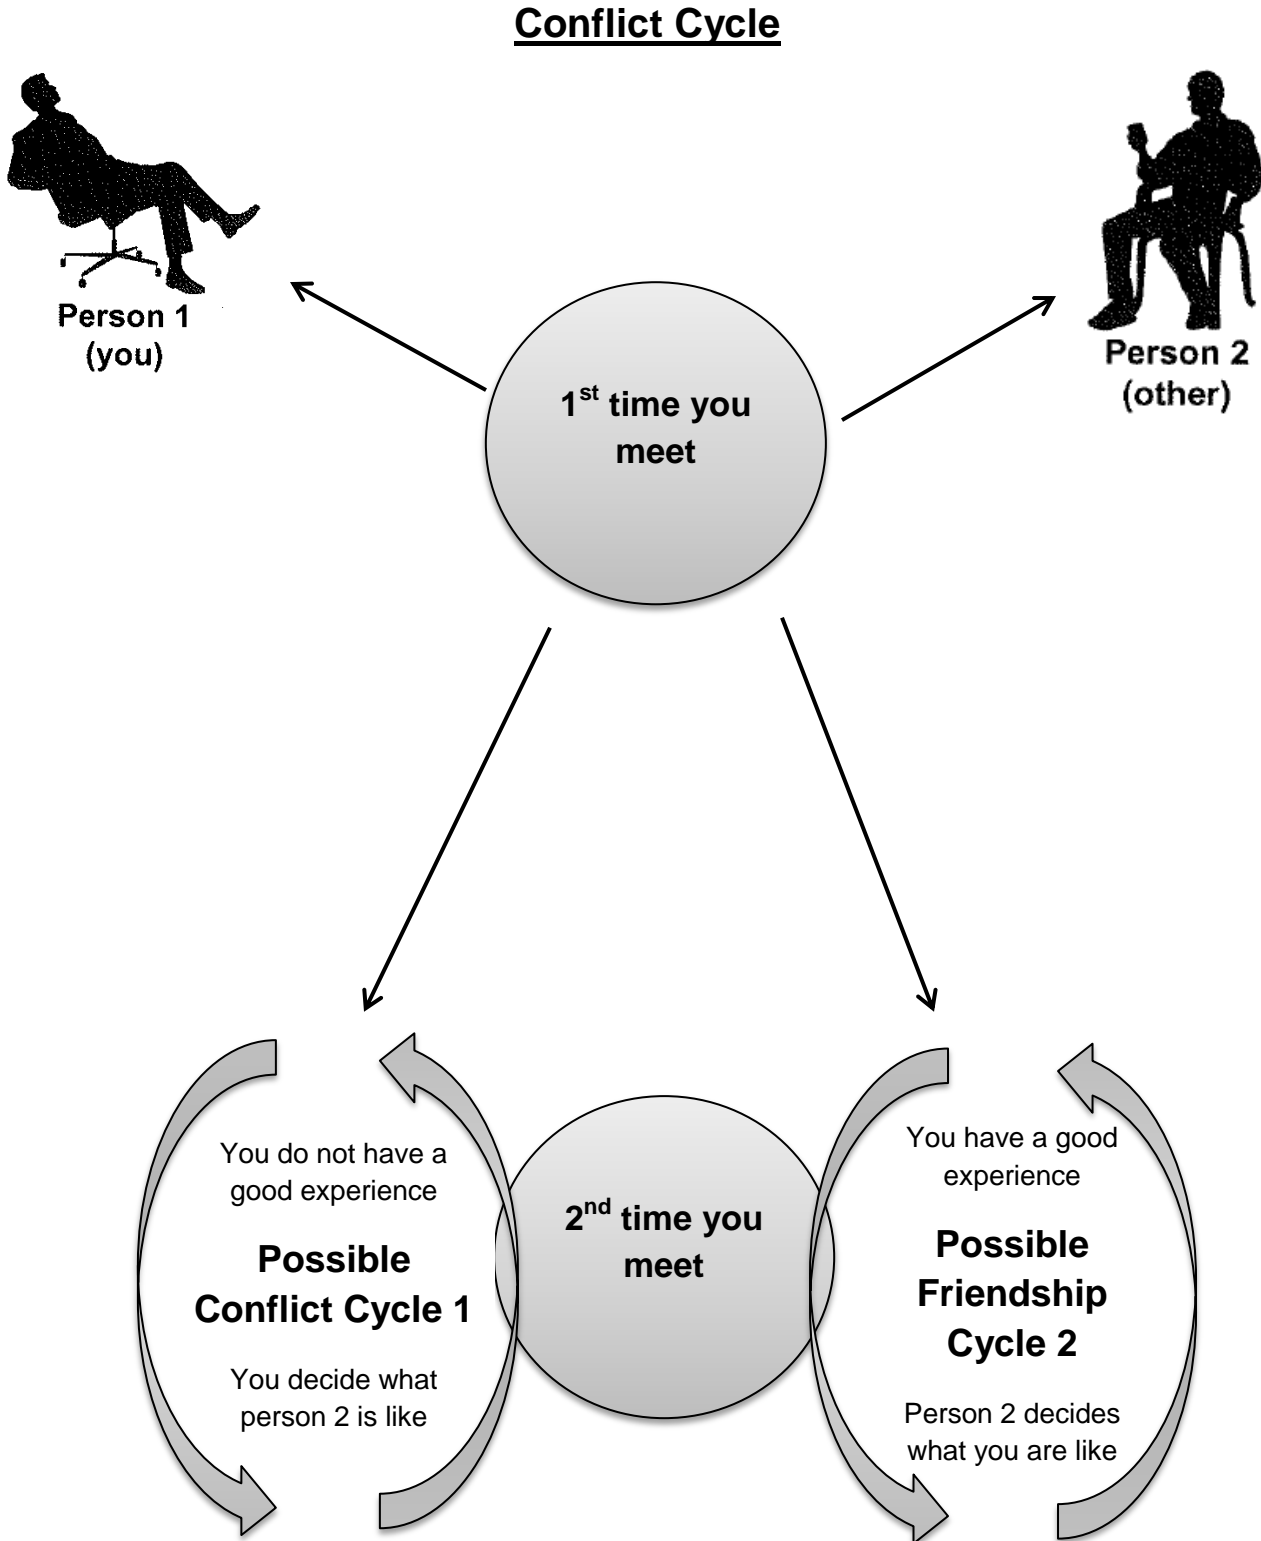 Conflict Cycle
Person 1
(you)
Person 2
(other)
1st time you
meet
You do not have a
good experience
Possible
Conflict Cycle 1
You decide what
person 2 is like
2nd time you
meet
You have a good
experience
Possible
Friendship
Cycle 2
Person 2 decides
what you are like